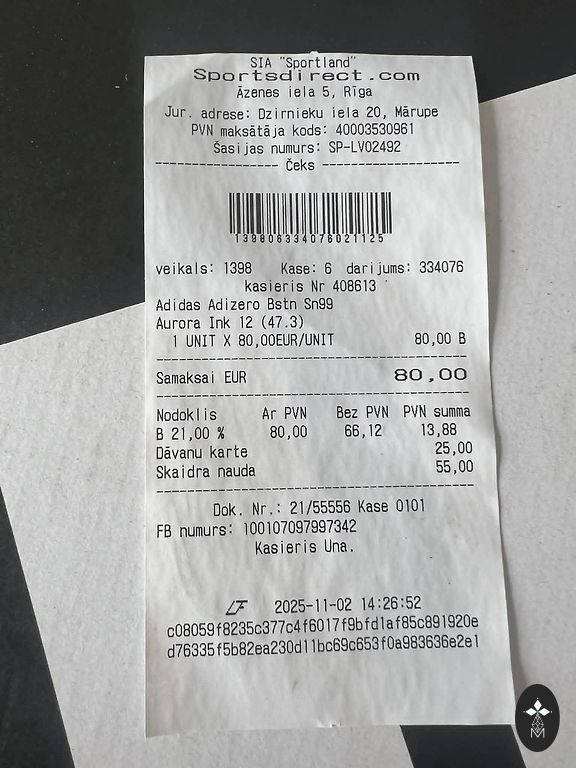 SIA "Sportland"
Sportsdirect.com
Āzenes iela 5, Rīga
Jur. adrese: Dzirnieku iela 20, Mārupe
PVN maksātāja kods: 40003530961
Šasijas numurs: SP-LV02492
----------------- Čeks -------------------
139806334076021125
veikals: 1398 Kase: 6 darijums: 334076
kasieris Nr 408613
Adidas Adizero Bstn Sn99
Aurora Ink 12 (47.3)
1 UNIT X 80,00EUR/UNIT 80,00 B
Samaksai EUR 80,00
Nodoklis Ar PVN Bez PVN PVN summa
B 21,00 % 80,00 66,12 13,88
Dāvanu karte 25,00
Skaidra nauda 55,00
Dok. Nr.: 21/55556 Kase 0101
FB numurs: 100107097997342
Kasieris Una.
LF 2025-11-02 14:26:52
c08059f8235c377c4f6017f9bfd1af85c891920e
d76335f5b82ea230d11bc69c653f0a983636e2e1
M